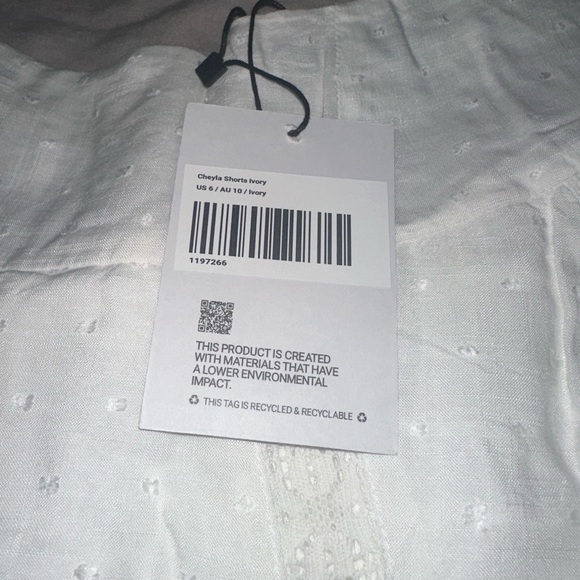 Cheyla Shorts Ivory
US 6 / AU 10 / Ivory
1197266
THIS PRODUCT IS CREATED
WITH MATERIALS THAT HAVE
A LOWER ENVIRONMENTAL
IMPACT.
THIS TAG IS RECYCLED & RECYCLABLE